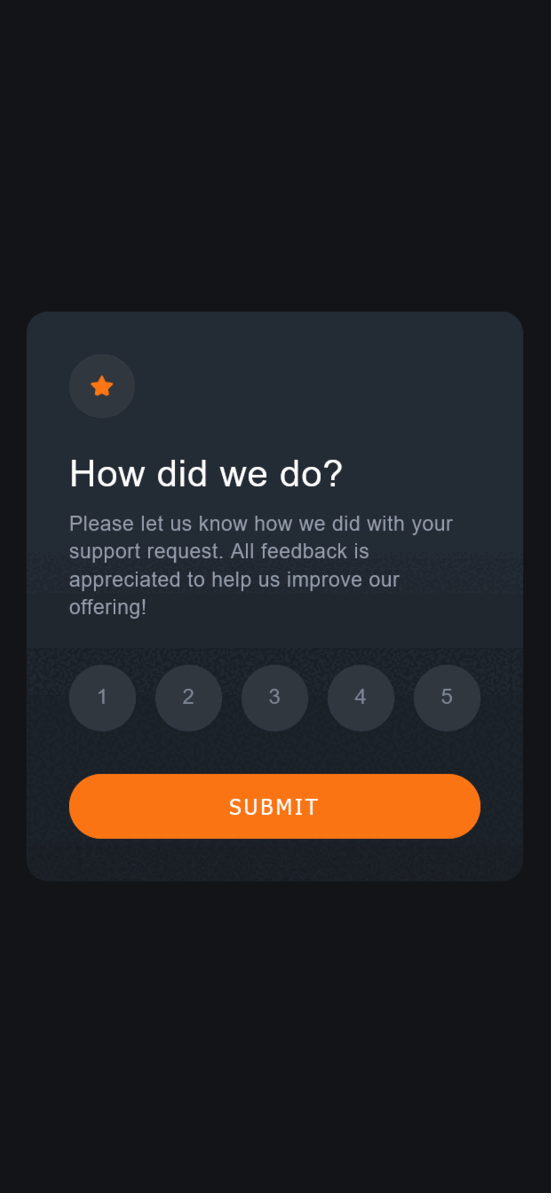 How did we do?
Please let us know how we did with your
support request. All feedback is
appreciated to help us improve our
offering!
1 2 3 4 5
SUBMIT